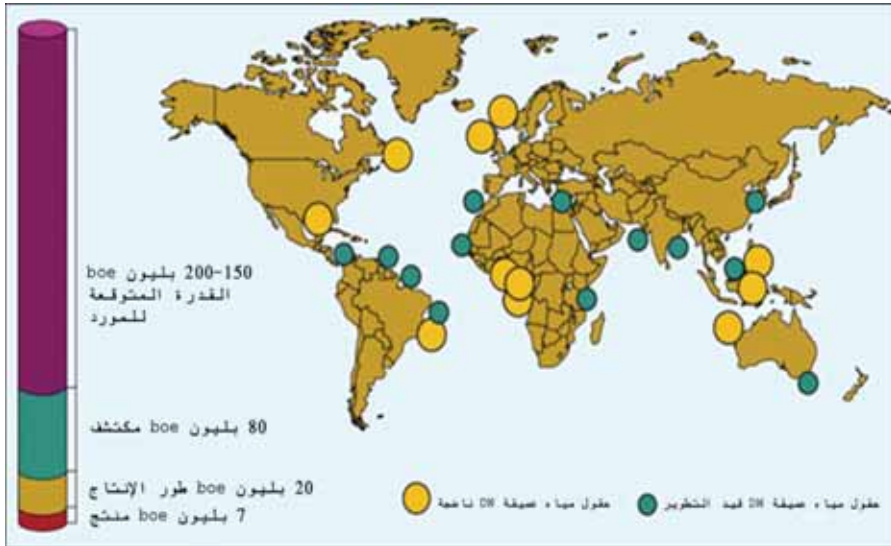 200-150 بليون boe
القدرة المتوقعة
للمورد
80 بليون boe مكتشف
20 بليون boe طور الإنتاج
7 بليون boe منتج
حقول مياه عميقة DW ناضجة
حقول مياه عميقة DW قيد التطوير